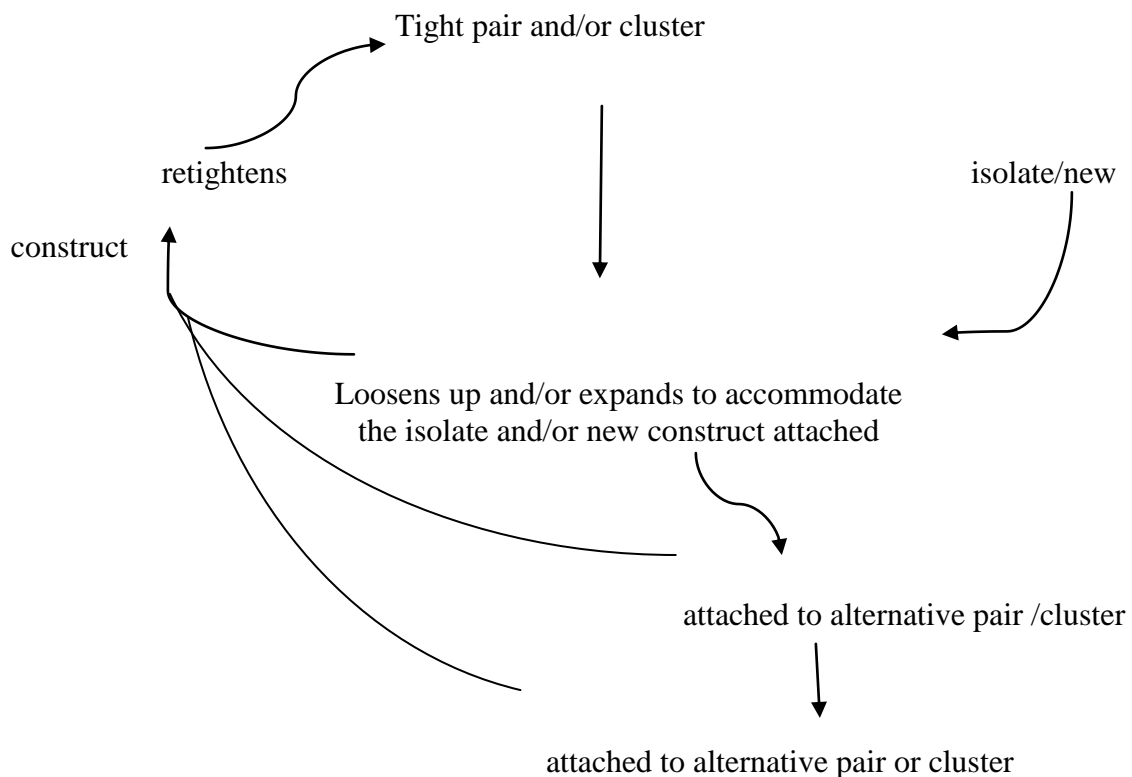 Tight pair and/or cluster
retightens
isolate/new
construct
Loosens up and/or expands to accommodate
the isolate and/or new construct attached
attached to alternative pair /cluster
attached to alternative pair or cluster